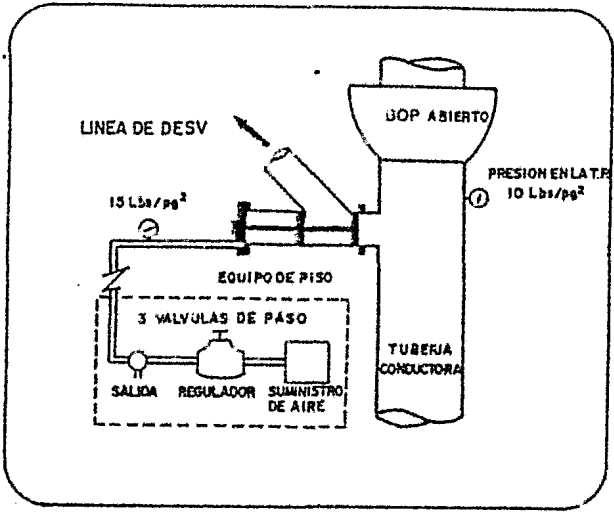 BOP ABIERTO
LINEA DE DESV
PRESION EN LA T.R.
10 Lbs/pg²
15 Lbs/pg²
EQUIPO DE PISO
3 VALVULAS DE PASO
TUBERIA
CONDUCTORA
SALIDA
REGULADOR
SUMINISTRO
DE AIRE